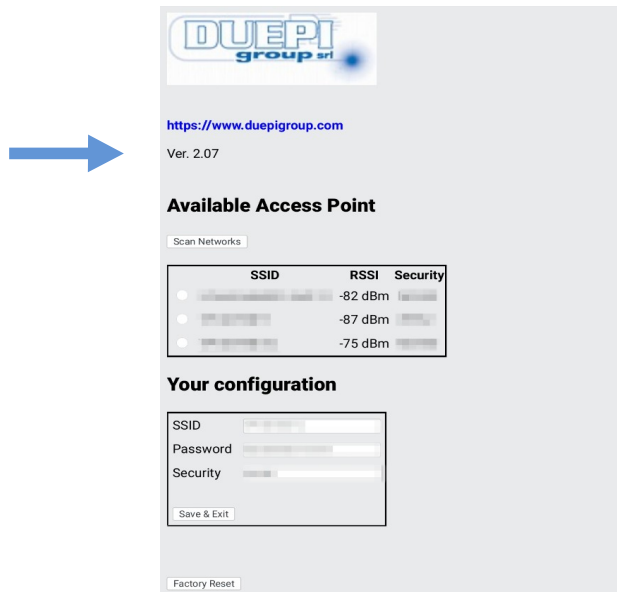 DUEPI
group srl
https://www.duepigroup.com
Ver. 2.07
Available Access Point
Scan Networks
SSID RSSI Security
-82 dBm
-87 dBm
-75 dBm
Your configuration
SSID
Password
Security
Save & Exit
Factory Reset